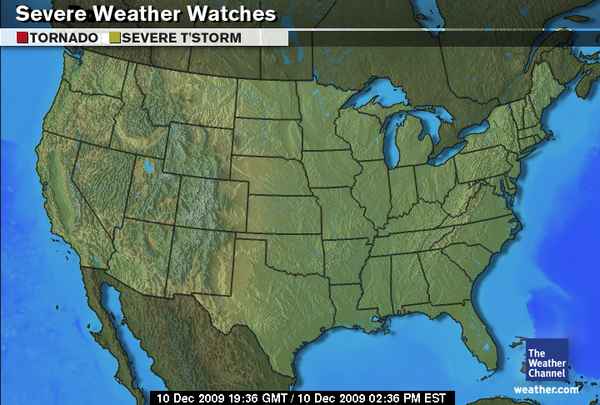 Severe Weather Watches
TORNADO SEVERE T'STORM
The
Weather
Channel
weather.com
10 Dec 2009 19:36 GMT / 10 Dec 2009 02:36 PM EST